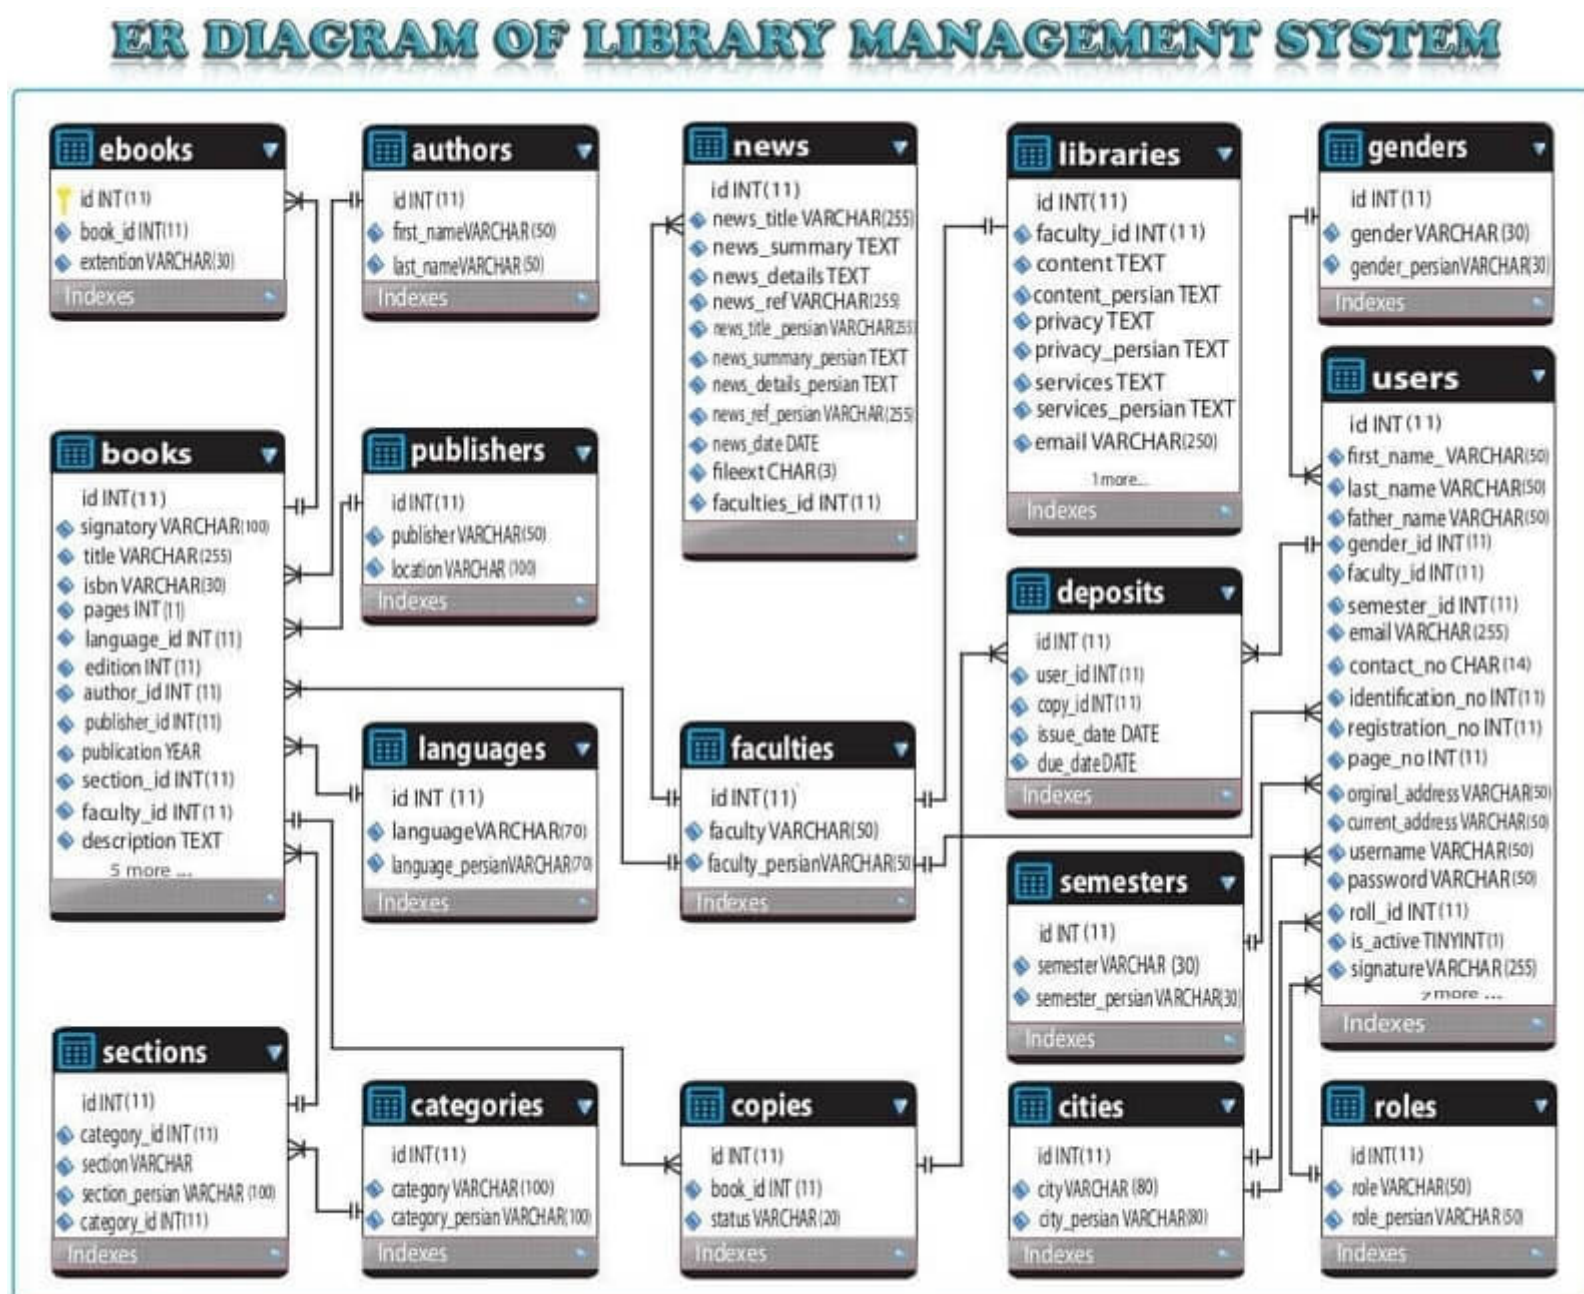 ER DIAGRAM OF LIBRARY MANAGEMENT SYSTEM
ebooks
id INT(11)
book_id INT(11)
extention VARCHAR(30)
Indexes
authors
id INT(11)
first_nameVARCHAR(50)
last_nameVARCHAR(50)
Indexes
news
id INT(11)
news_title VARCHAR(255)
news_summary TEXT
news_details TEXT
news_ref VARCHAR(255)
news_title_persian VARCHAR(255)
news_summary_persian TEXT
news_details_persian TEXT
news_ref_persian VARCHAR(255)
news_date DATE
fileext CHAR(3)
faculties_id INT(11)
libraries
id INT(11)
faculty_id INT(11)
content TEXT
content_persian TEXT
privacy TEXT
privacy_persian TEXT
services TEXT
services_persian TEXT
email VARCHAR(250)
1 more...
Indexes
genders
id INT(11)
gender VARCHAR(30)
gender_persianVARCHAR(30)
Indexes
users
id INT(11)
first_name_ VARCHAR(50)
last_name VARCHAR(50)
father_name VARCHAR(50)
gender_id INT(11)
faculty_id INT(11)
semester_id INT(11)
email VARCHAR(255)
contact_no CHAR(14)
identification_no INT(11)
registration_no INT(11)
page_no INT(11)
orginal_address VARCHAR(50)
current_address VARCHAR(50)
username VARCHAR(50)
password VARCHAR(50)
roll_id INT(11)
is_active TINYINT(1)
signature VARCHAR(255)
2 more ...
Indexes
books
id INT(11)
signatory VARCHAR(100)
title VARCHAR(255)
isbn VARCHAR(30)
pages INT (11)
language_id INT (11)
edition INT (11)
author_id INT (11)
publisher_id INT(11)
publication YEAR
section_id INT(11)
faculty_id INT(11)
description TEXT
5 more ...
publishers
id INT(11)
publisher VARCHAR(50)
location VARCHAR (100)
Indexes
deposits
id INT (11)
user_id INT(11)
copy_id INT(11)
issue_date DATE
due_dateDATE
Indexes
languages
id INT (11)
languageVARCHAR(70)
language_persianVARCHAR(70)
Indexes
faculties
id INT(11)
faculty VARCHAR(50)
faculty_persianVARCHAR(50
Indexes
semesters
id INT (11)
semester VARCHAR (30)
semester_persian VARCHAR(30)
Indexes
sections
id INT(11)
category_id INT(11)
section VARCHAR
section_persian VARCHAR (100)
category_id INT(11)
Indexes
categories
id INT(11)
category VARCHAR (100)
category_persian VARCHAR(100)
Indexes
copies
id INT(11)
book_id INT (11)
status VARCHAR (20)
Indexes
cities
id INT(11)
city VARCHAR (80)
city_persian VARCHAR(80)
Indexes
roles
id INT(11)
role VARCHAR(50)
role_persian VARCHAR(50)
Indexes